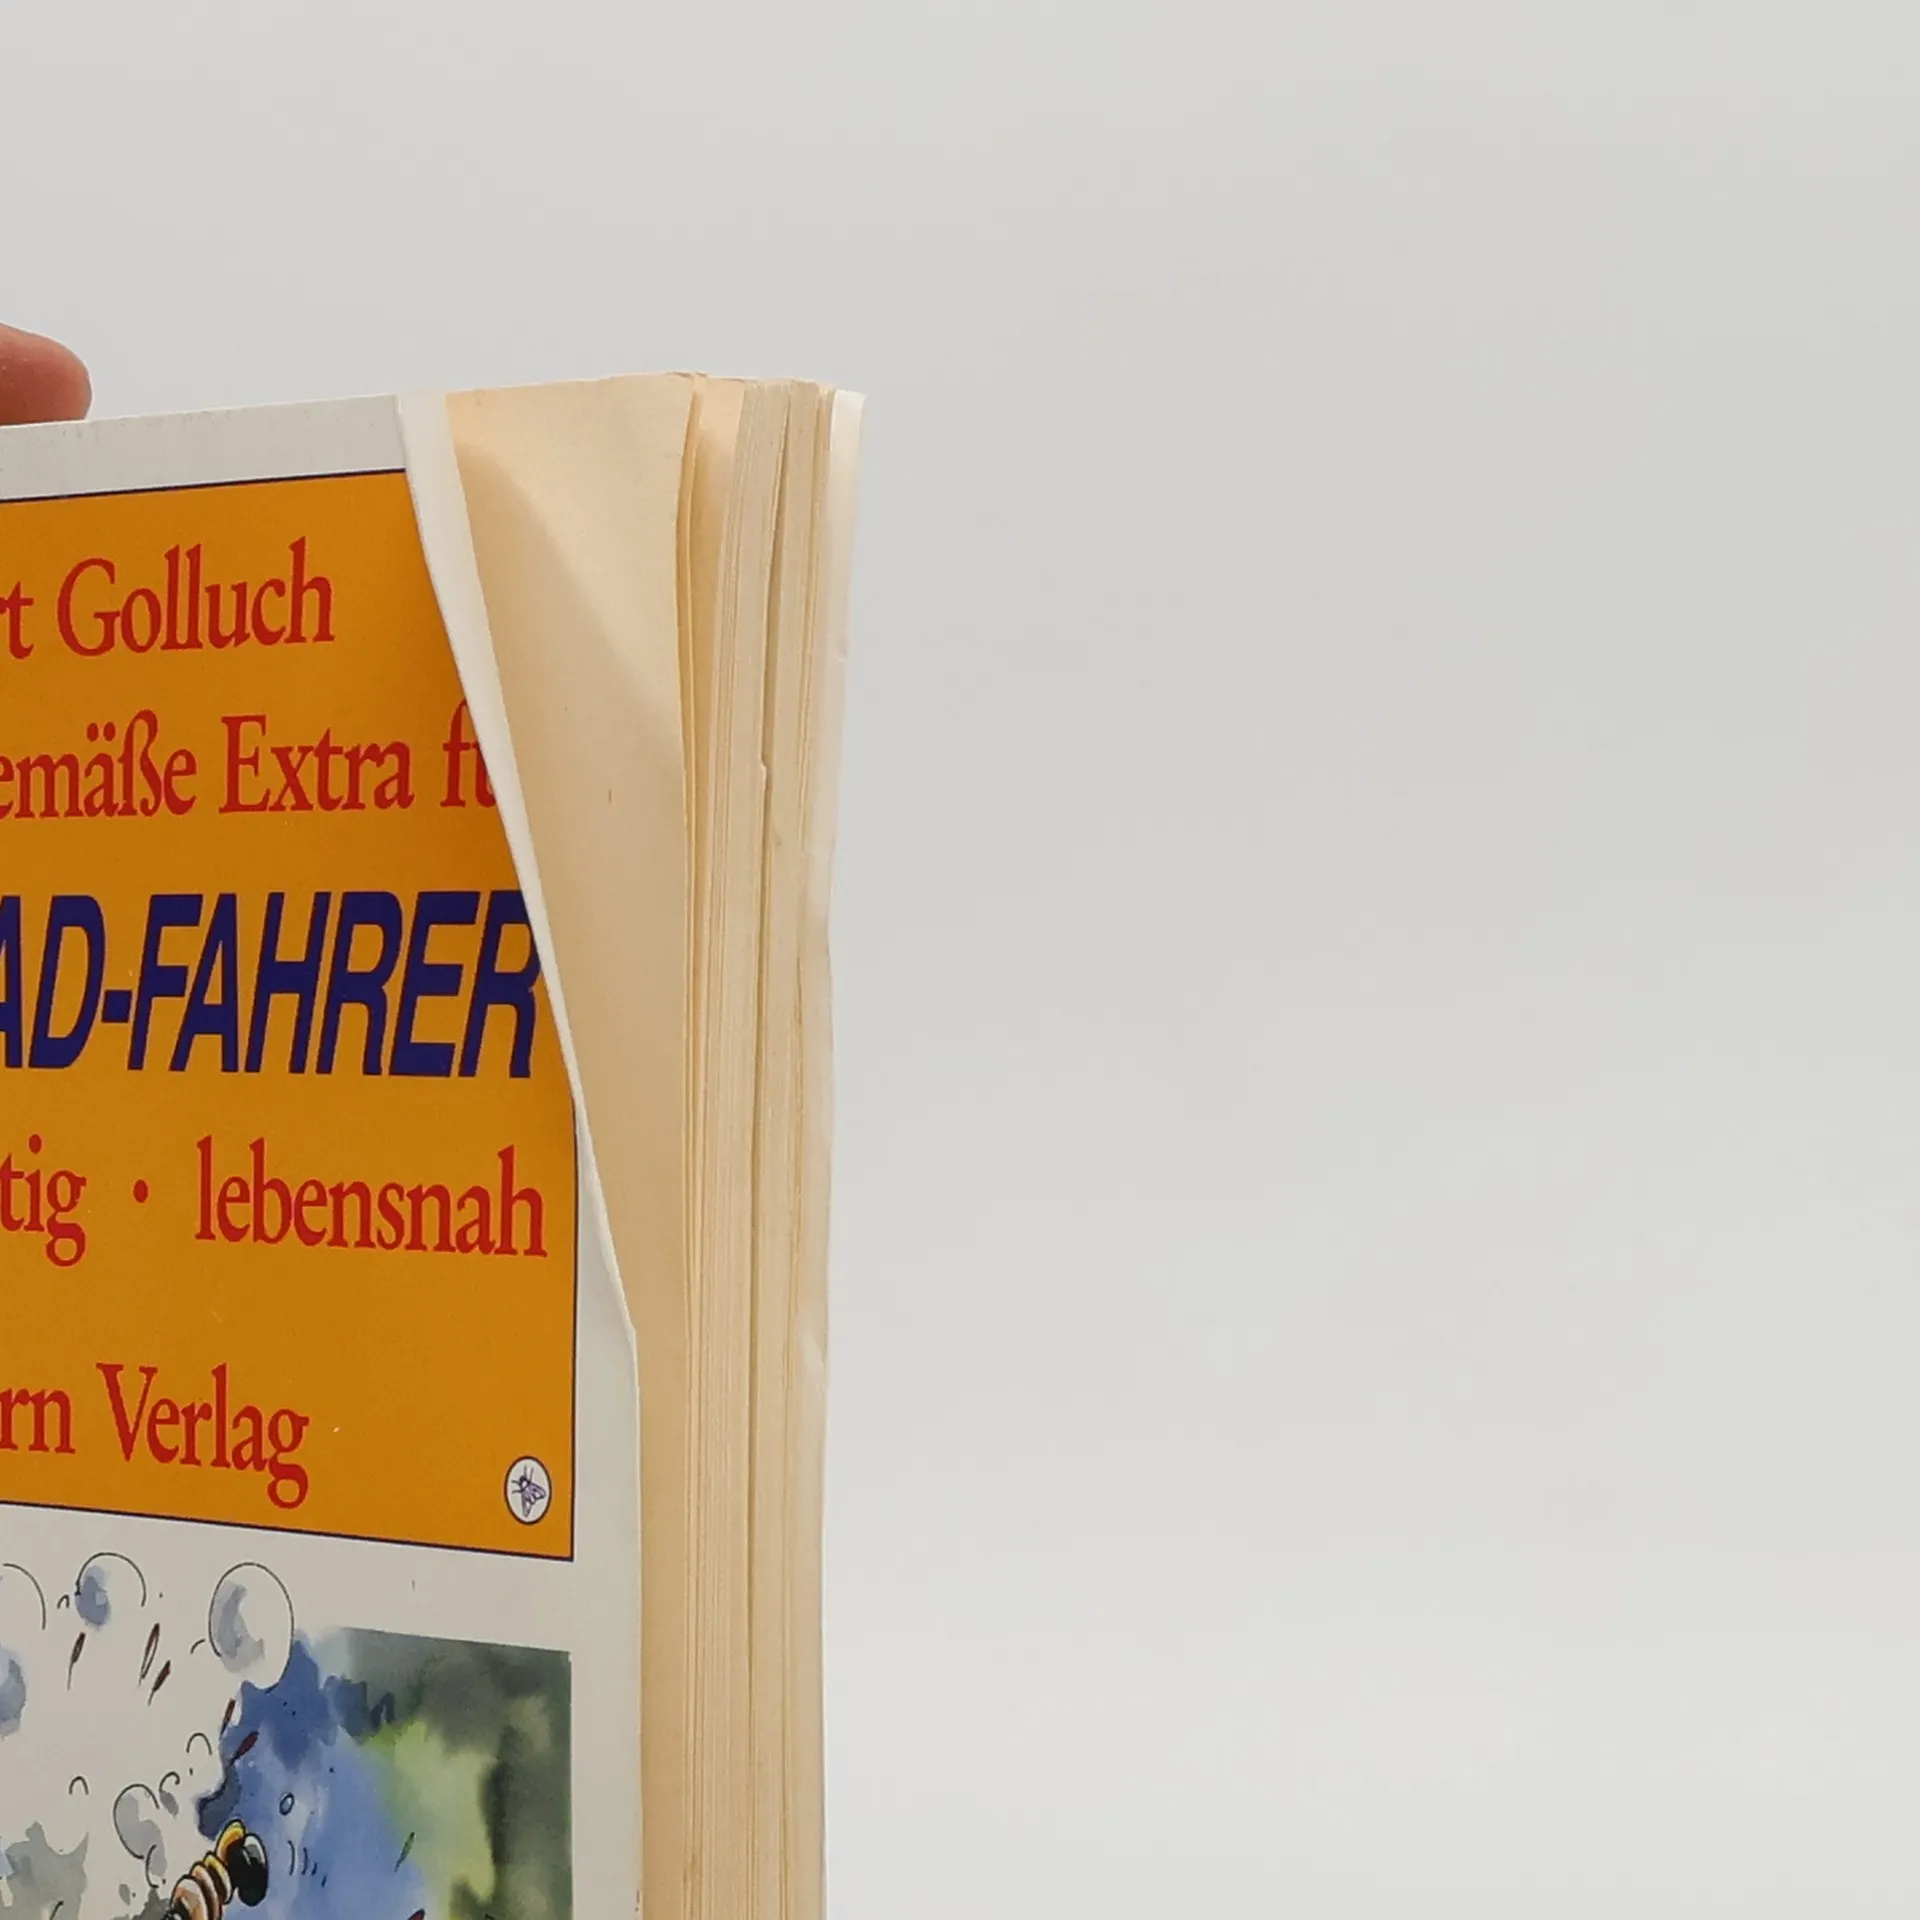 rt Golluch
emäße Extra fü
AD-FAHRER
tig • lebensnah
rn Verlag